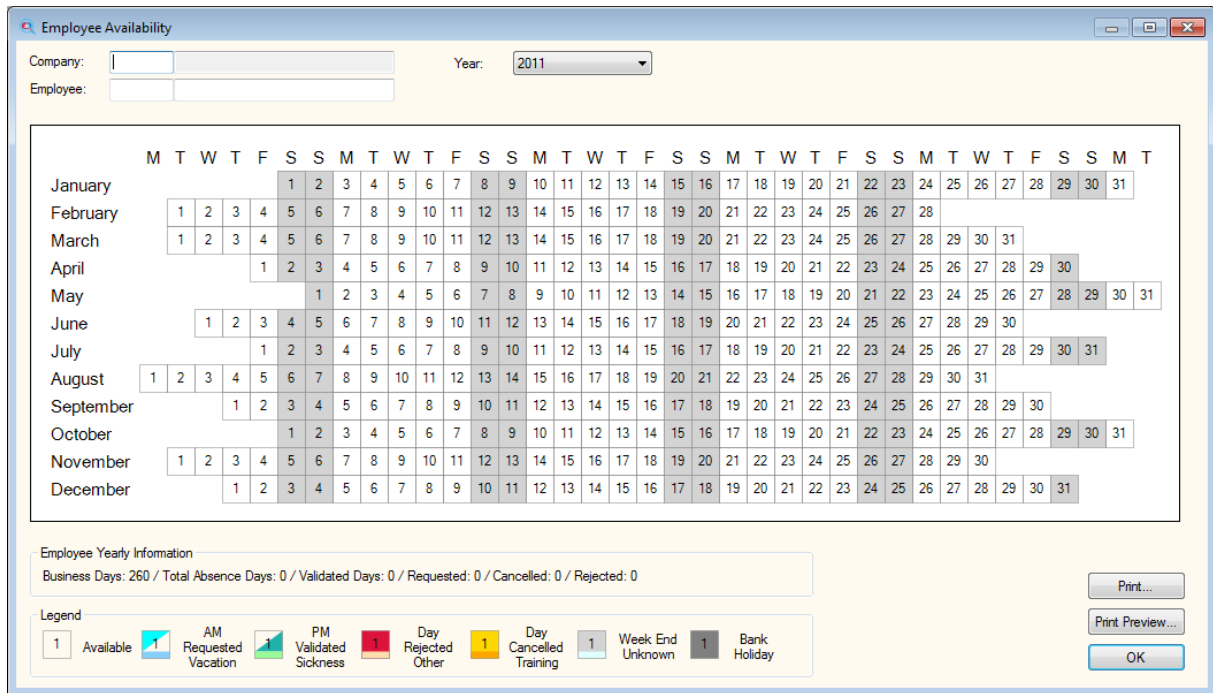 Employee Availability
Company: Year: 2011
Employee:
M T W T F S S M T W T F S S M T W T F S S M T W T F S S M T W T F S S M T
January 1 2 3 4 5 6 7 8 9 10 11 12 13 14 15 16 17 18 19 20 21 22 23 24 25 26 27 28 29 30 31
February 1 2 3 4 5 6 7 8 9 10 11 12 13 14 15 16 17 18 19 20 21 22 23 24 25 26 27 28
March 1 2 3 4 5 6 7 8 9 10 11 12 13 14 15 16 17 18 19 20 21 22 23 24 25 26 27 28 29 30 31
April 1 2 3 4 5 6 7 8 9 10 11 12 13 14 15 16 17 18 19 20 21 22 23 24 25 26 27 28 29 30
May 1 2 3 4 5 6 7 8 9 10 11 12 13 14 15 16 17 18 19 20 21 22 23 24 25 26 27 28 29 30 31
June 1 2 3 4 5 6 7 8 9 10 11 12 13 14 15 16 17 18 19 20 21 22 23 24 25 26 27 28 29 30
July 1 2 3 4 5 6 7 8 9 10 11 12 13 14 15 16 17 18 19 20 21 22 23 24 25 26 27 28 29 30 31
August 1 2 3 4 5 6 7 8 9 10 11 12 13 14 15 16 17 18 19 20 21 22 23 24 25 26 27 28 29 30 31
September 1 2 3 4 5 6 7 8 9 10 11 12 13 14 15 16 17 18 19 20 21 22 23 24 25 26 27 28 29 30
October 1 2 3 4 5 6 7 8 9 10 11 12 13 14 15 16 17 18 19 20 21 22 23 24 25 26 27 28 29 30 31
November 1 2 3 4 5 6 7 8 9 10 11 12 13 14 15 16 17 18 19 20 21 22 23 24 25 26 27 28 29 30
December 1 2 3 4 5 6 7 8 9 10 11 12 13 14 15 16 17 18 19 20 21 22 23 24 25 26 27 28 29 30 31
Employee Yearly Information
Business Days: 260 / Total Absence Days: 0 / Validated Days: 0 / Requested: 0 / Cancelled: 0 / Rejected: 0
Legend
1 Available
1 AM
Requested
Vacation
1 PM
Validated
Sickness
1 Day
Rejected
Other
1 Day
Cancelled
Training
1 Week End
Unknown
1 Bank
Holiday
Print...
Print Preview...
OK